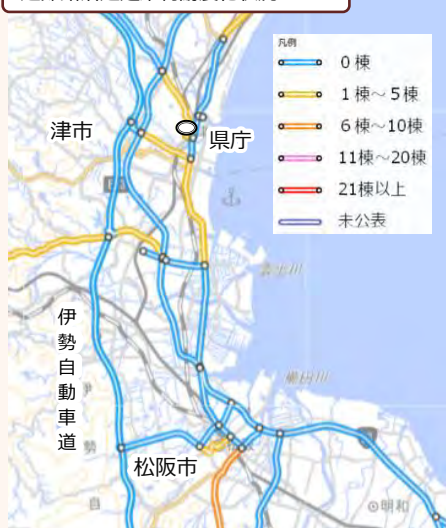 凡例
0棟
1棟～5棟
6棟～10棟
11棟～20棟
21棟以上
未公表
津市
県庁
伊勢自動車道
松阪市
勢
自
明和